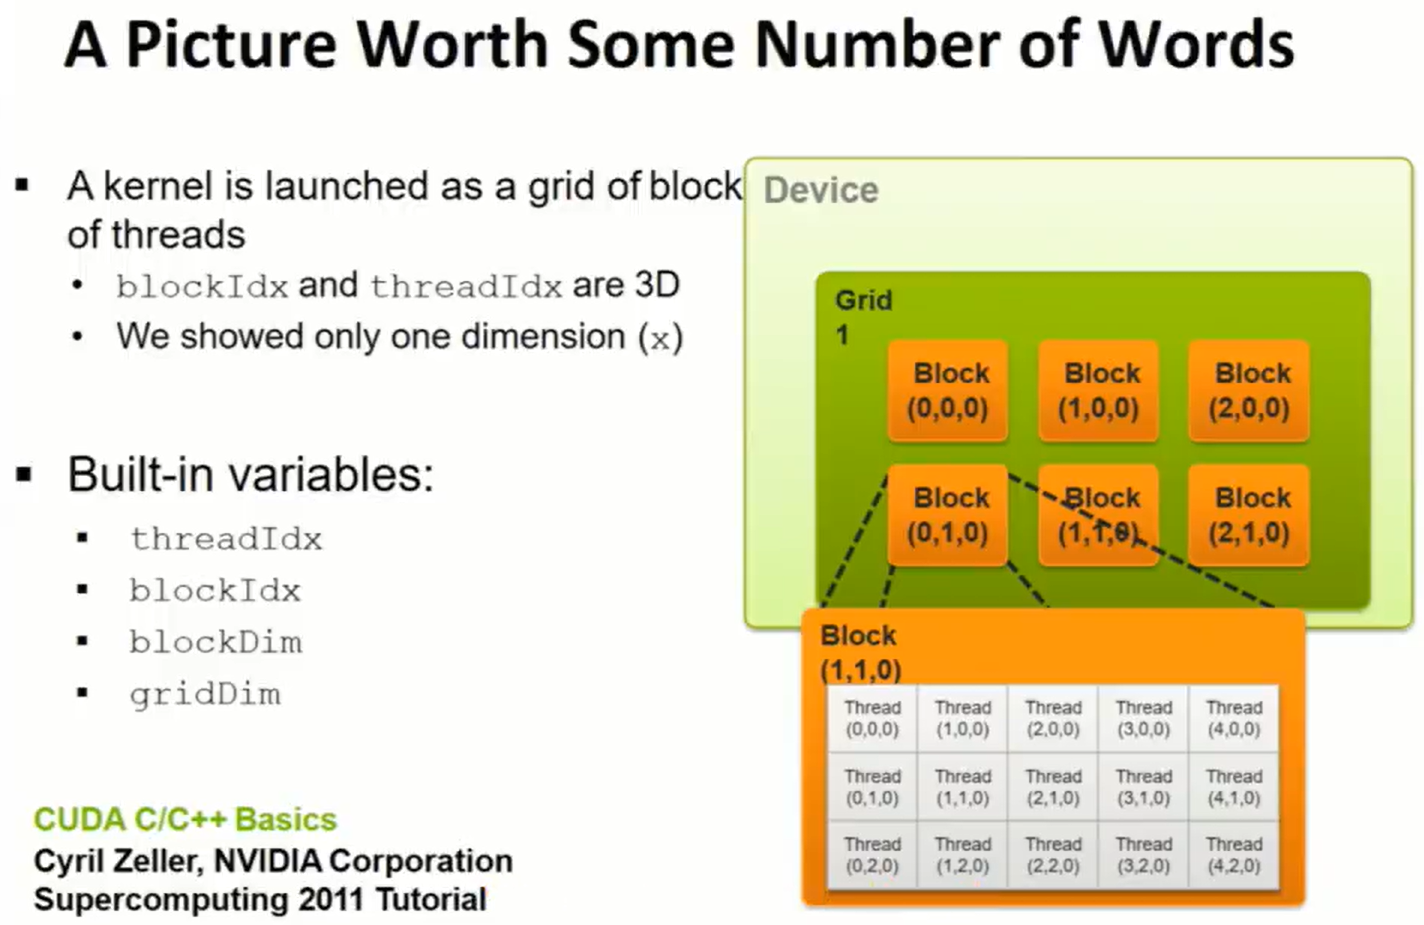 A Picture Worth Some Number of Words
▪ A kernel is launched as a grid of block
of threads
• blockIdx and threadIdx are 3D
• We showed only one dimension (x)
▪ Built-in variables:
▪ threadIdx
▪ blockIdx
▪ blockDim
▪ gridDim
CUDA C/C++ Basics
Cyril Zeller, NVIDIA Corporation
Supercomputing 2011 Tutorial
Device
Grid
1
Block Block Block
(0,0,0) (1,0,0) (2,0,0)
Block Block Block
(0,1,0) (1,1,0) (2,1,0)
Block
(1,1,0)
Thread Thread Thread Thread Thread
(0,0,0) (1,0,0) (2,0,0) (3,0,0) (4,0,0)
Thread Thread Thread Thread Thread
(0,1,0) (1,1,0) (2,1,0) (3,1,0) (4,1,0)
Thread Thread Thread Thread Thread
(0,2,0) (1,2,0) (2,2,0) (3,2,0) (4,2,0)